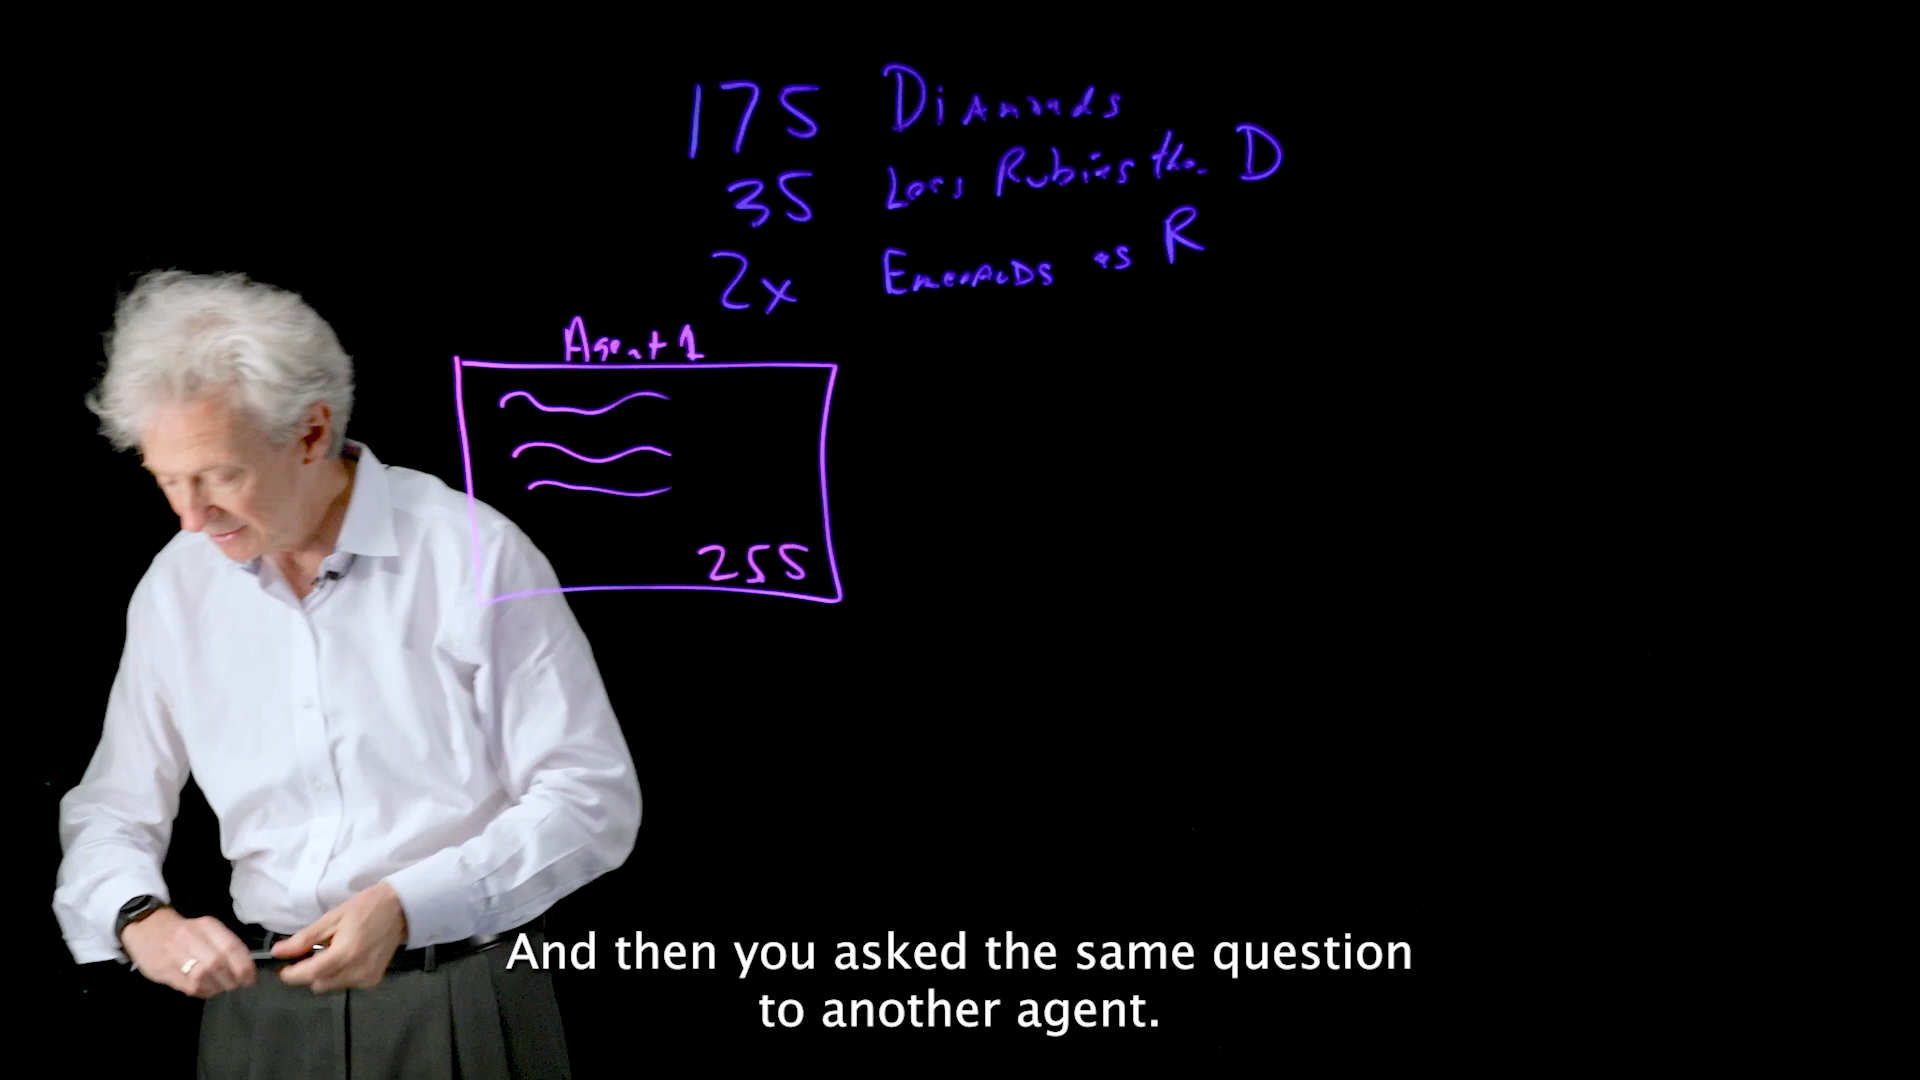 175 Diamonds
35 Less Rubies than D
2x Emeralds as R
Agent 1
255
And then you asked the same question
to another agent.